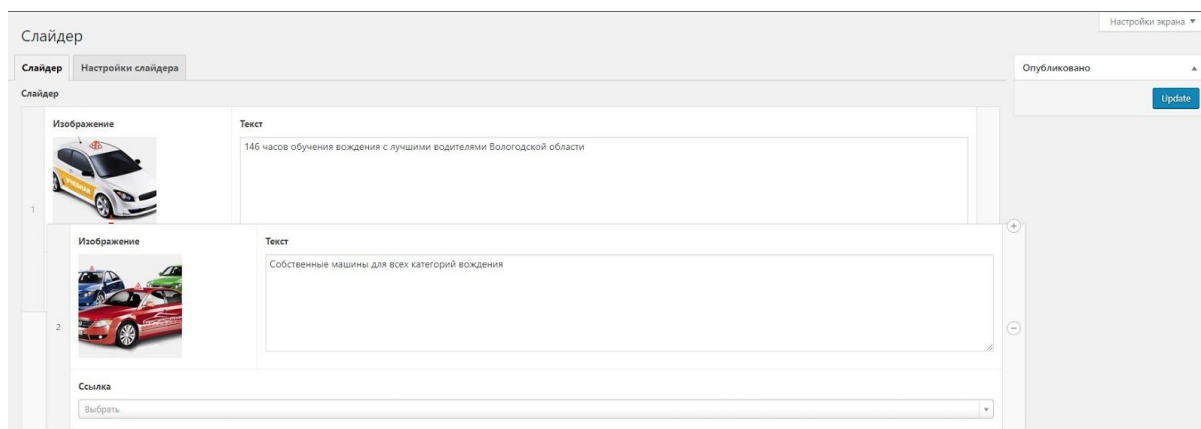 Настройки экрана ▼
Слайдер
Слайдер Настройки слайдера
Опубликовано
Слайдер
Update
Изображение Текст
146 часов обучения вождения с лучшими водителями Вологодской области
УЧЕБНАЯ
1
Изображение Текст
Собственные машины для всех категорий вождения
2
Ссылка
Выбрать